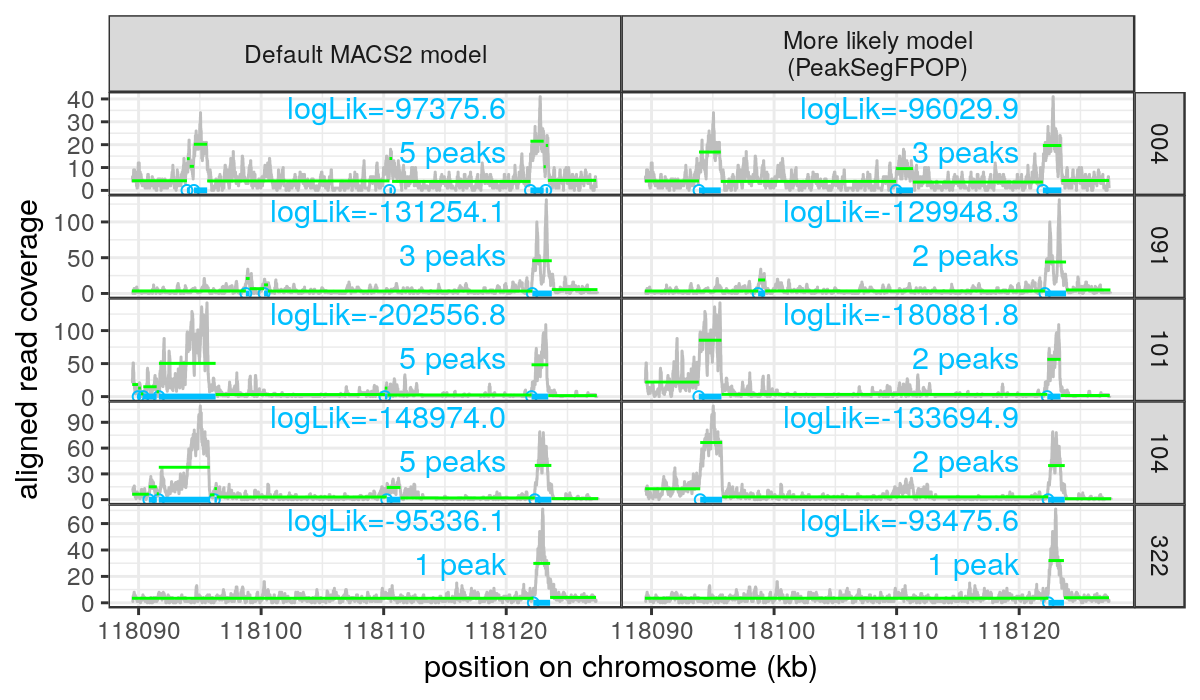 Default MACS2 model
More likely model
(PeakSegFPOP)
aligned read coverage
40
30
20
10
0
logLik=-97375.6
5 peaks
logLik=-96029.9
3 peaks
004
100
50
0
logLik=-131254.1
3 peaks
logLik=-129948.3
2 peaks
091
100
50
0
logLik=-202556.8
5 peaks
logLik=-180881.8
2 peaks
101
90
60
30
0
logLik=-148974.0
5 peaks
logLik=-133694.9
2 peaks
104
60
40
20
0
logLik=-95336.1
1 peak
logLik=-93475.6
1 peak
322
118090 118100 118110 118120 118090 118100 118110 118120
position on chromosome (kb)